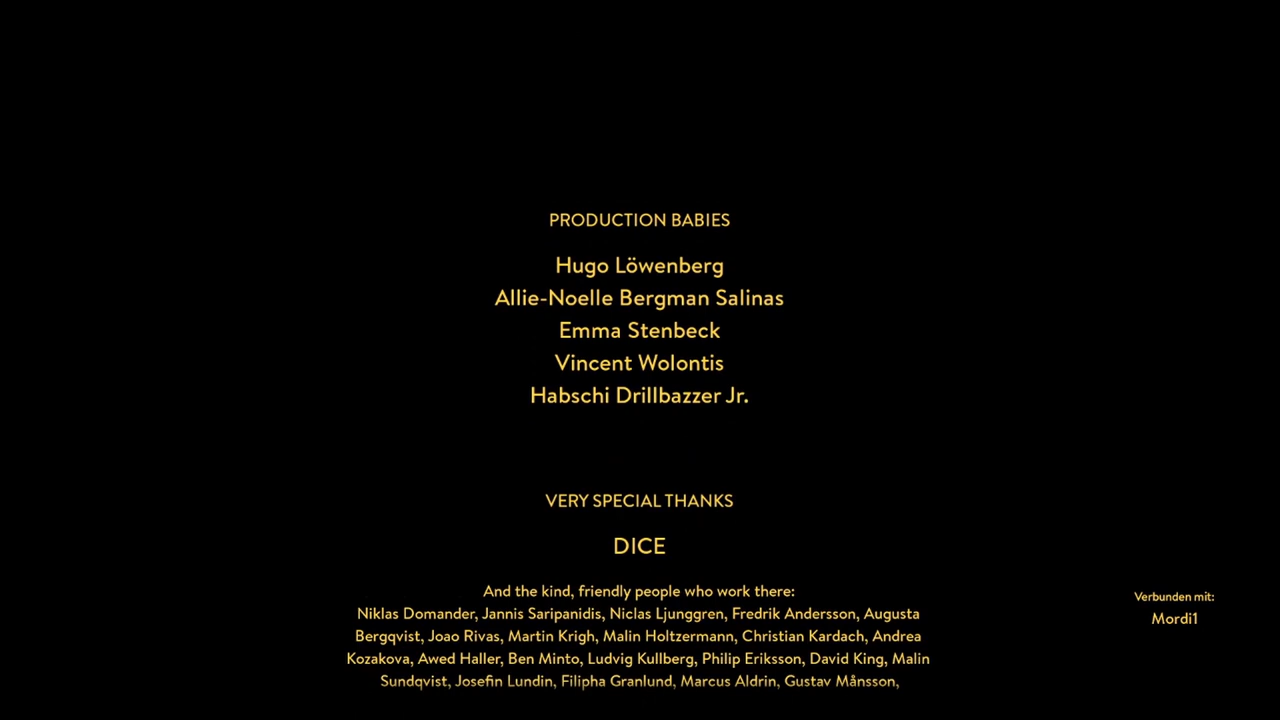 PRODUCTION BABIES
Hugo Löwenberg
Allie-Noelle Bergman Salinas
Emma Stenbeck
Vincent Wolontis
Habschi Drillbazzer Jr.
VERY SPECIAL THANKS
DICE
And the kind, friendly people who work there:
Niklas Domander, Jannis Saripanidis, Niclas Ljunggren, Fredrik Andersson, Augusta
Bergqvist, Joao Rivas, Martin Krigh, Malin Holtzermann, Christian Kardach, Andrea
Kozakova, Awed Haller, Ben Minto, Ludvig Kullberg, Philip Eriksson, David King, Malin
Sundqvist, Josefin Lundin, Filipha Granlund, Marcus Aldrin, Gustav Månsson,
Verbunden mit:
Mordi1